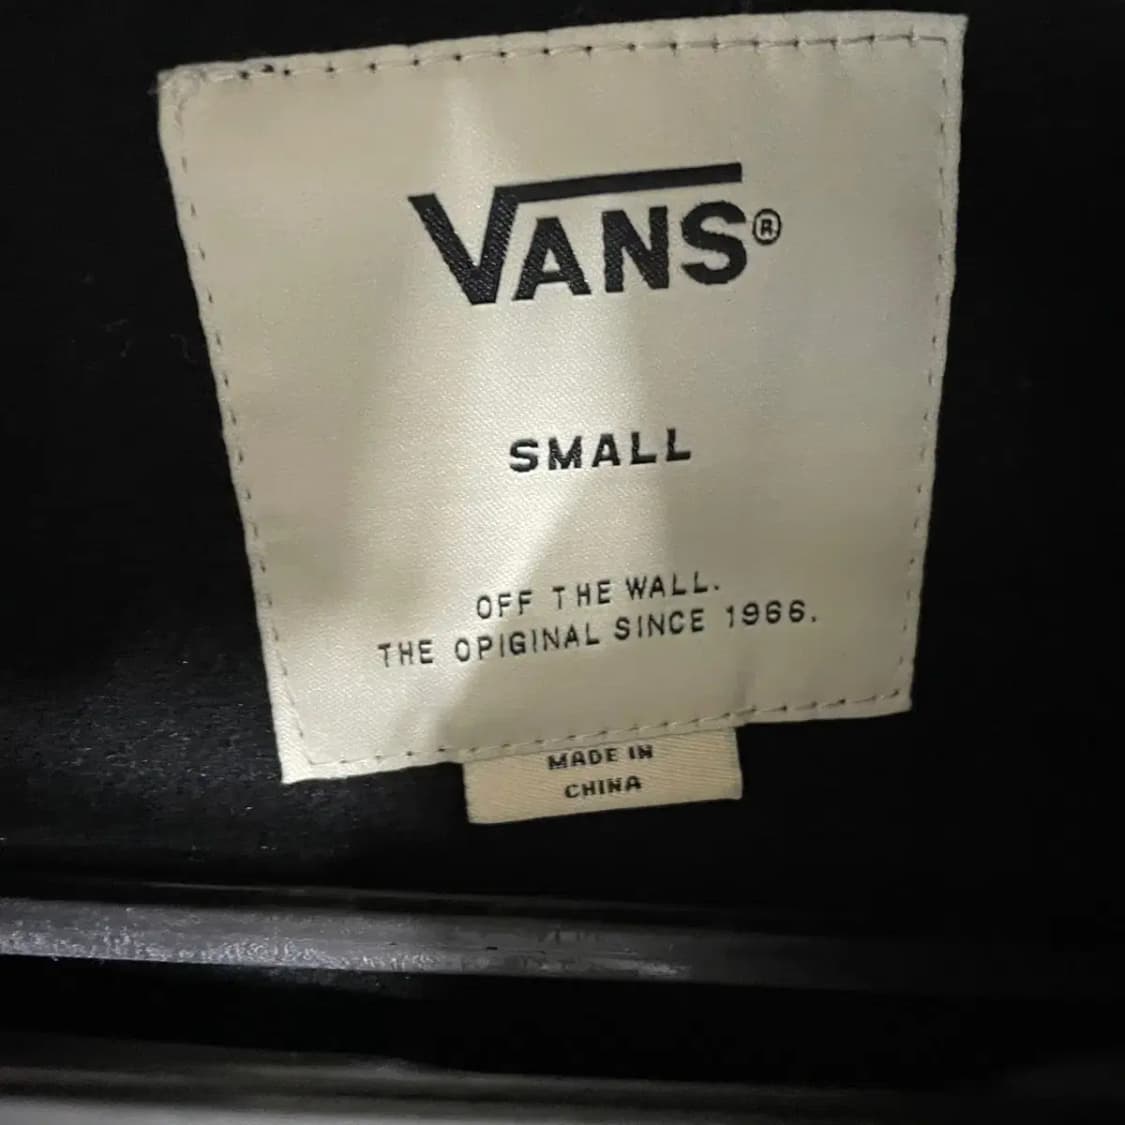 VANS®
SMALL
OFF THE WALL.
THE OPIGINAL SINCE 1966.
MADE IN
CHINA